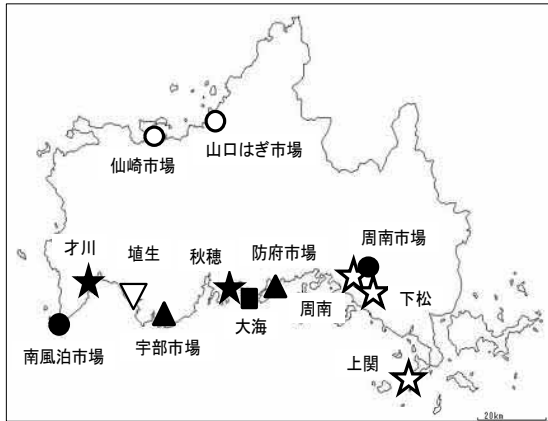 仙崎市場
山口はぎ市場
才川
埴生
秋穂
防府市場
周南市場
大海
周南
下松
南風泊市場
宇部市場
上関
20km